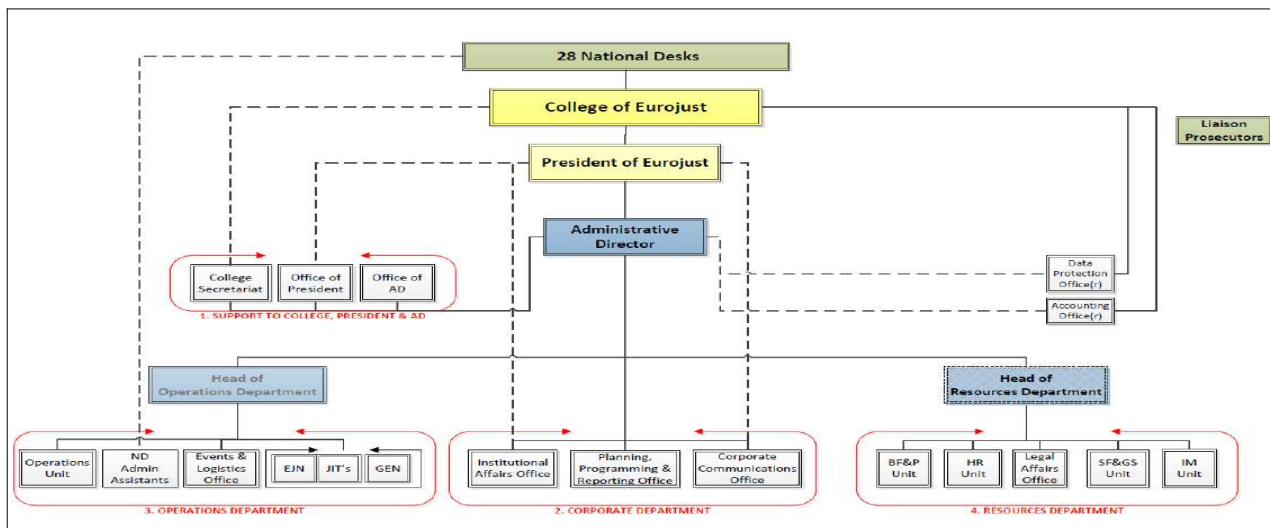 28 National Desks
College of Eurojust
Liaison
Prosecutors
President of Eurojust
Administrative
Director
College
Secretariat
Office of
President
Office of
AD
Data
Protection
Office(r)
Accounting
Office(r)
1. SUPPORT TO COLLEGE, PRESIDENT & AD
Head of
Operations Department
Head of
Resources Department
Operations
Unit
ND
Admin
Assistants
Events &
Logistics
Office
EJN
JIT's
GEN
Institutional
Affairs Office
Planning,
Programming &
Reporting Office
Corporate
Communications
Office
BF&P
Unit
HR
Unit
Legal
Affairs
Office
SF&GS
Unit
IM
Unit
3. OPERATIONS DEPARTMENT
2. CORPORATE DEPARTMENT
4. RESOURCES DEPARTMENT